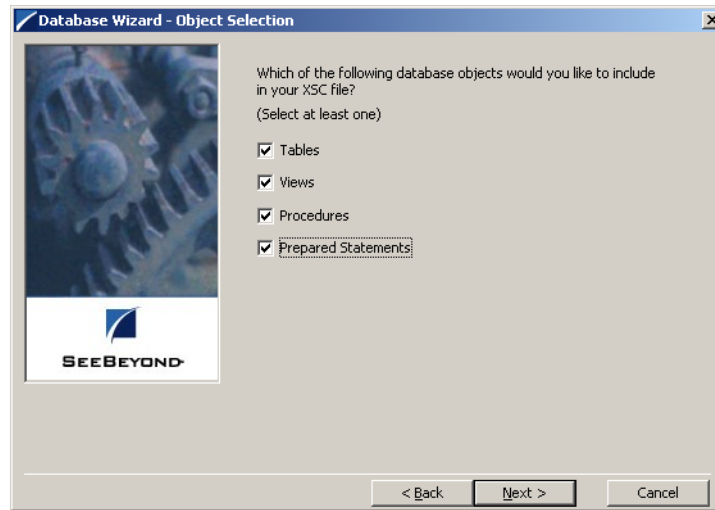 Database Wizard - Object Selection
Which of the following database objects would you like to include
in your XSC file?
(Select at least one)
Tables
Views
Procedures
Prepared Statements
SEEBEYOND
< Back
Next >
Cancel